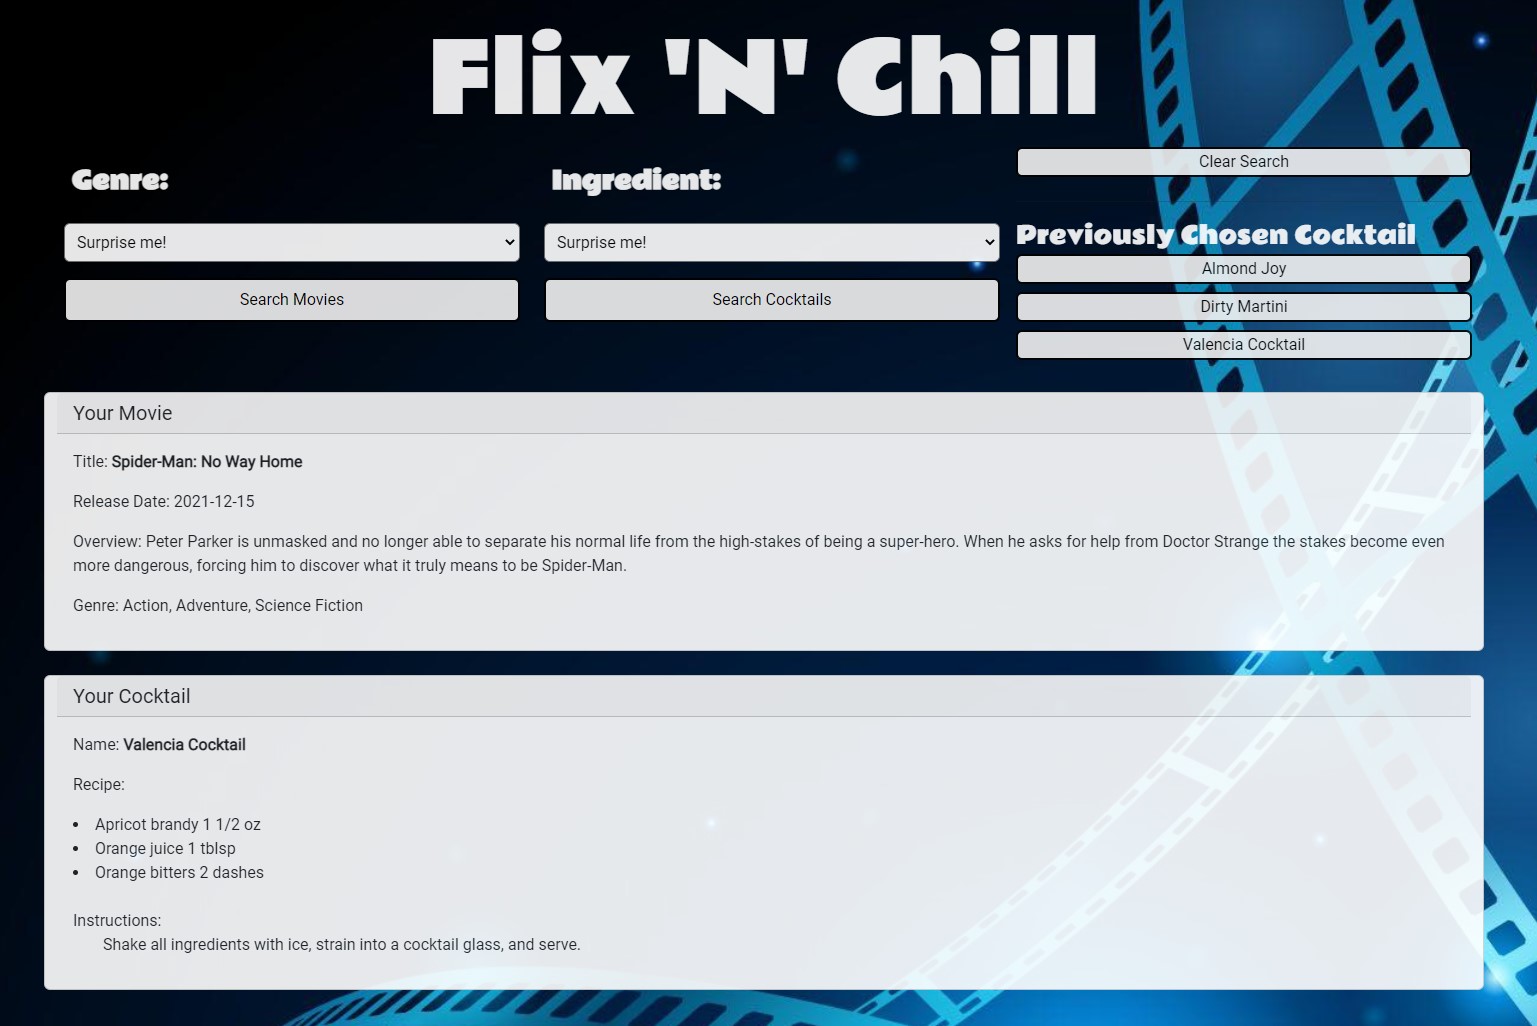 Flix 'N' Chill
Genre:
Surprise me!
Search Movies
Ingredient:
Surprise me!
Search Cocktails
Clear Search
Previously Chosen Cocktail
Almond Joy
Dirty Martini
Valencia Cocktail
Your Movie
Title: Spider-Man: No Way Home
Release Date: 2021-12-15
Overview: Peter Parker is unmasked and no longer able to separate his normal life from the high-stakes of being a super-hero. When he asks for help from Doctor Strange the stakes become even
more dangerous, forcing him to discover what it truly means to be Spider-Man.
Genre: Action, Adventure, Science Fiction
Your Cocktail
Name: Valencia Cocktail
Recipe:
• Apricot brandy 1 1/2 oz
• Orange juice 1 tblsp
• Orange bitters 2 dashes
Instructions:
Shake all ingredients with ice, strain into a cocktail glass, and serve.